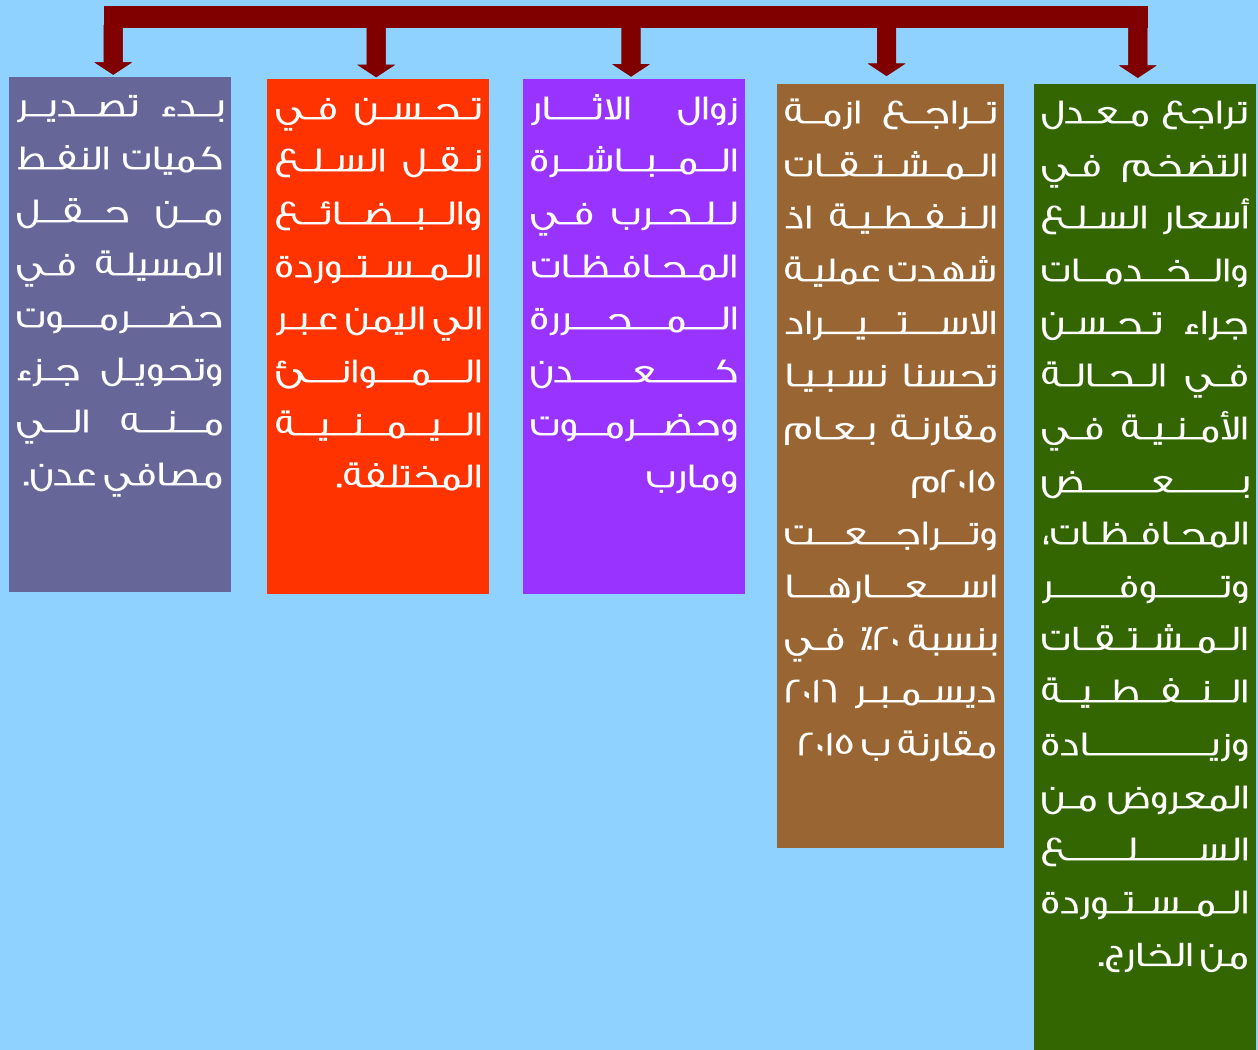 تراجع معدل
التضخم في
أسعار السلع
والخدمات
جراء تحسن
في الحالة
الأمنية في
بعض
المحافظات،
وتوفر
المشتقات
النفطية
وزيادة
المعروض من
السلع
المستوردة
من الخارج.
تراجع ازمة
المشتقات
النفطية اذ
شهدت عملية
الاستيراد
تحسنا نسبيا
مقارنة بعام
٢٠١٥م
وتراجعت
اسعارها
بنسبة ٢٠٪ في
ديسمبر ٢٠١٦
مقارنة ب ٢٠١٥
زوال الاثار
المباشرة
للحرب في
المحافظات
المحررة
كعدن
وحضرموت
ومارب
تحسن في
نقل السلع
والبضائع
المستوردة
الي اليمن عبر
الموانئ
اليمنية
المختلفة.
بدء تصدير
كميات النفط
من حقل
المسيلة في
حضرموت
وتحويل جزء
منه الي
مصافي عدن.